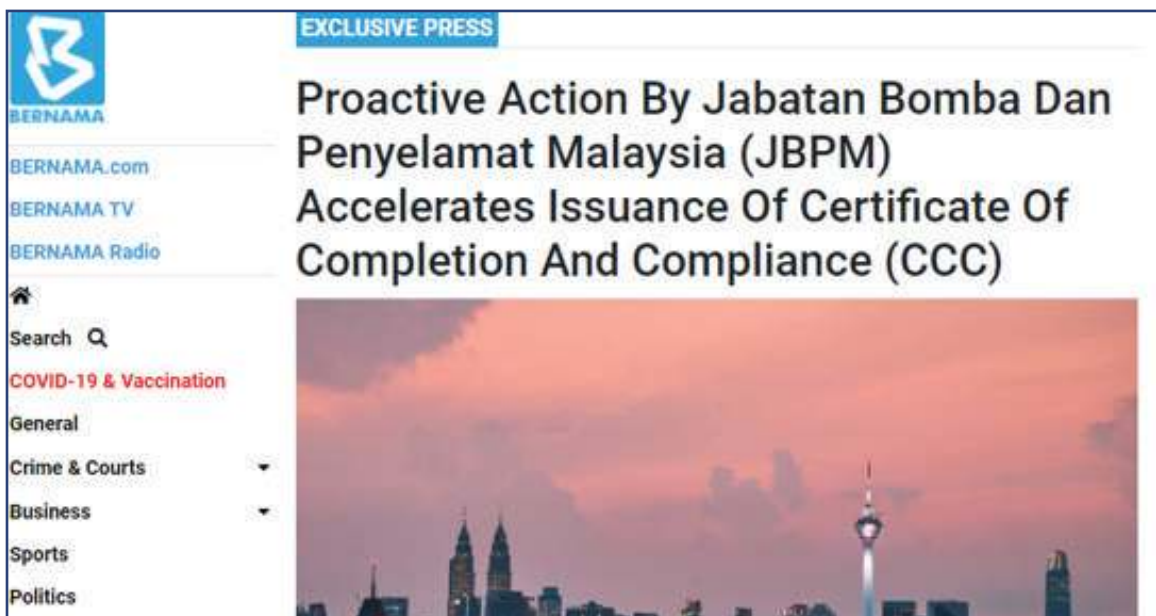 BERNAMA
BERNAMA.com
BERNAMA TV
BERNAMA Radio
Search
COVID-19 & Vaccination
General
Crime & Courts
Business
Sports
Politics
EXCLUSIVE PRESS
Proactive Action By Jabatan Bomba Dan
Penyelamat Malaysia (JBPM)
Accelerates Issuance Of Certificate Of
Completion And Compliance (CCC)